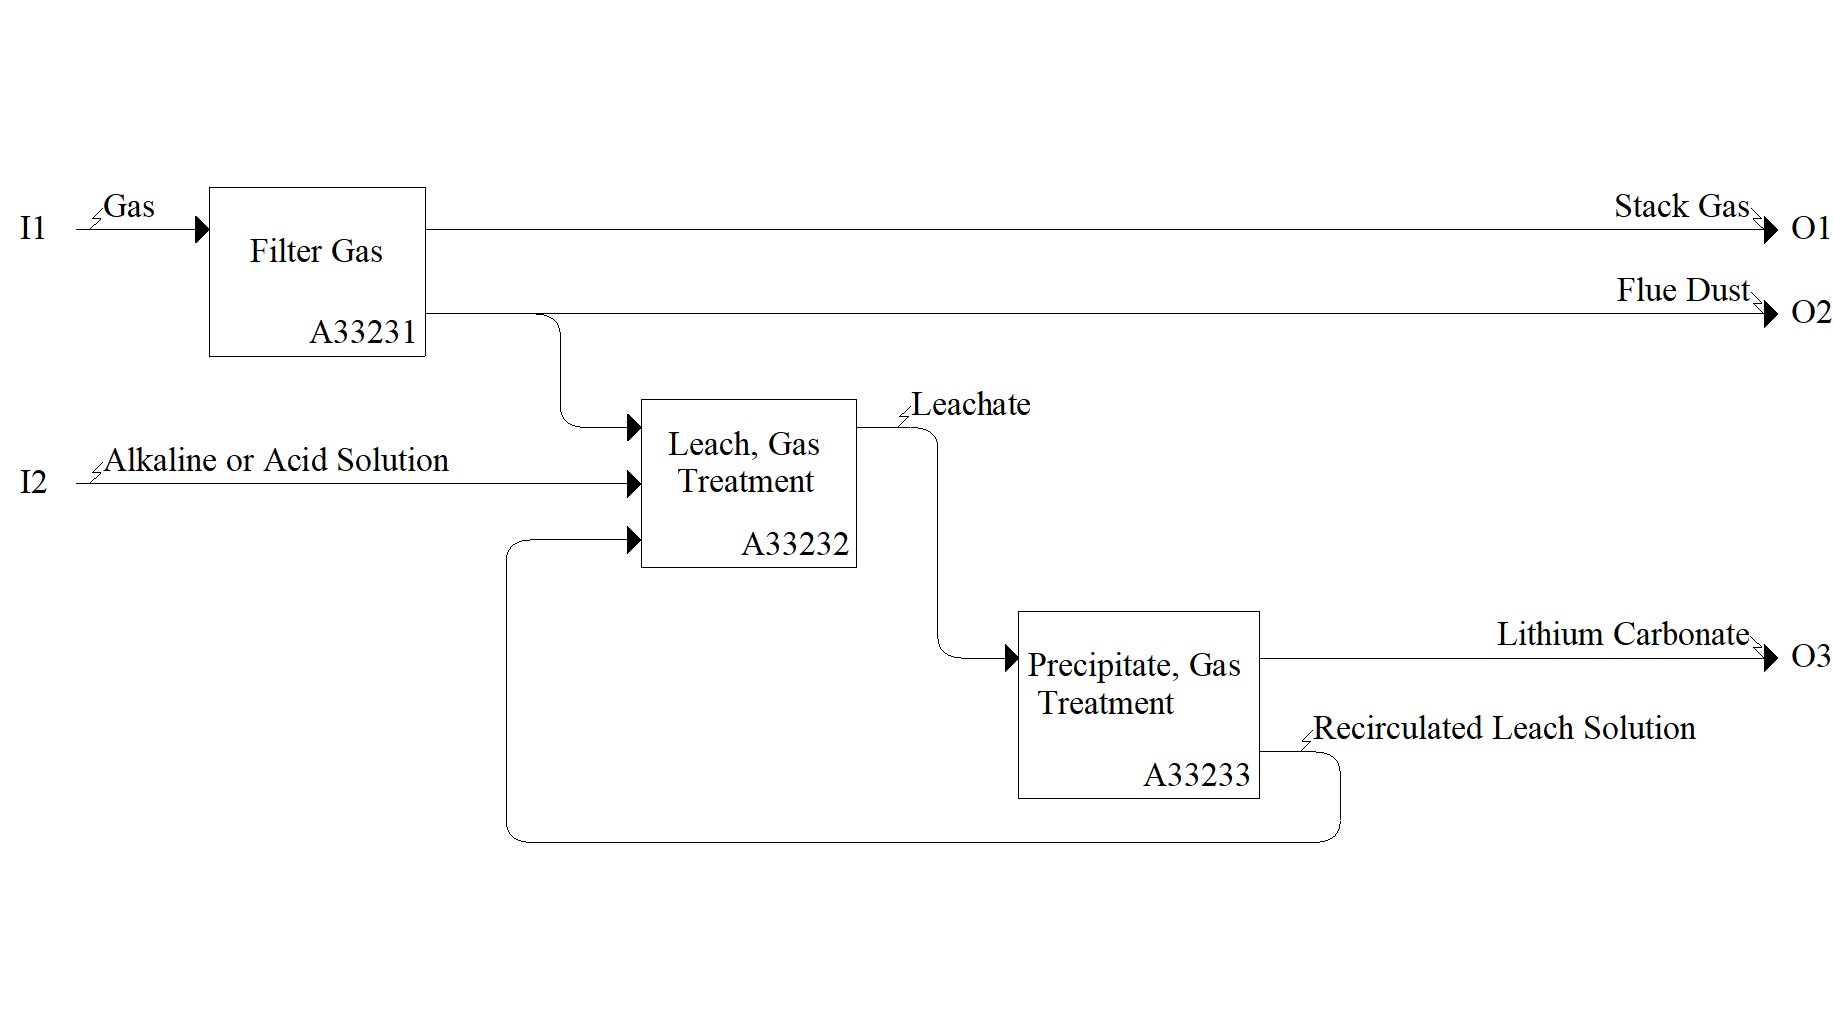 I1
Gas
Filter Gas
A33231
Stack Gas
O1
Flue Dust
O2
I2
Alkaline or Acid Solution
Leach, Gas
Treatment
A33232
Leachate
Precipitate, Gas
Treatment
A33233
Lithium Carbonate
O3
Recirculated Leach Solution